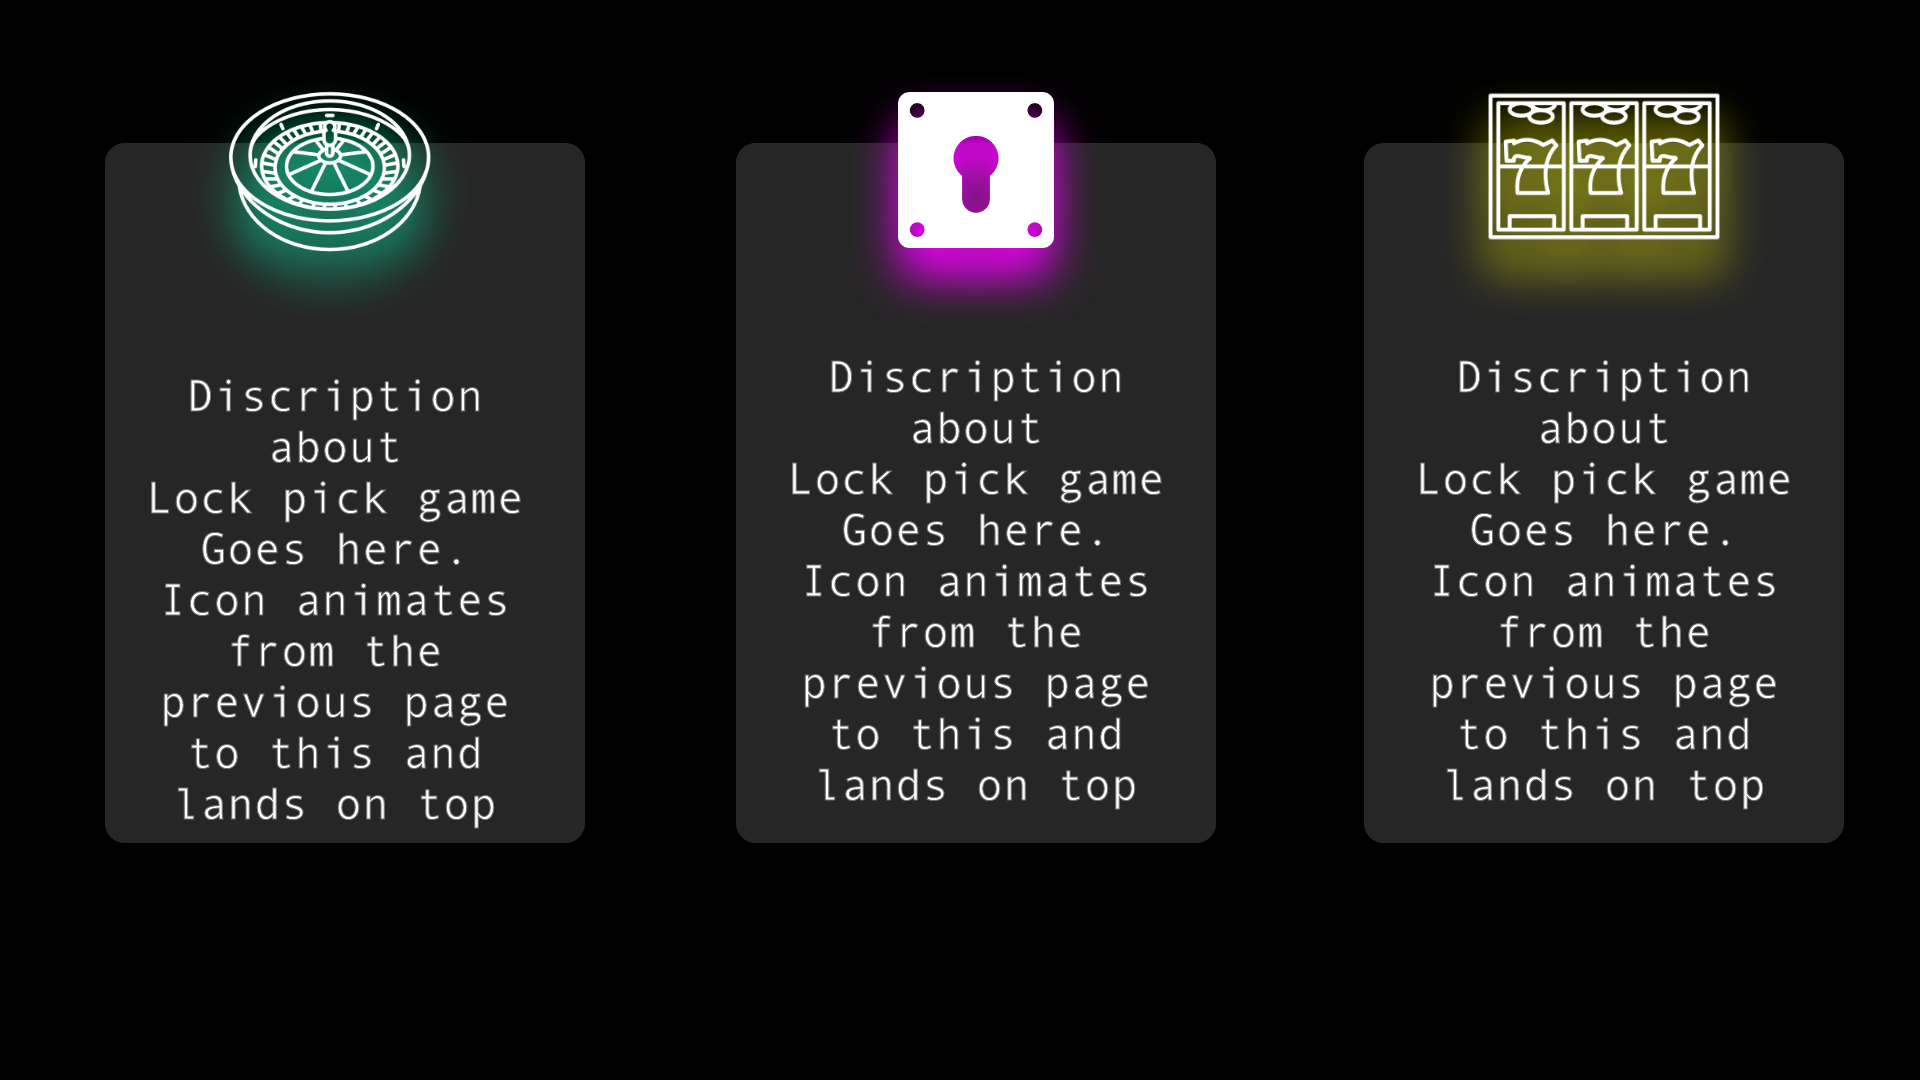 Discription
about
Lock pick game
Goes here.
Icon animates
from the
previous page
to this and
lands on top
Discription
about
Lock pick game
Goes here.
Icon animates
from the
previous page
to this and
lands on top
777
Discription
about
Lock pick game
Goes here.
Icon animates
from the
previous page
to this and
lands on top